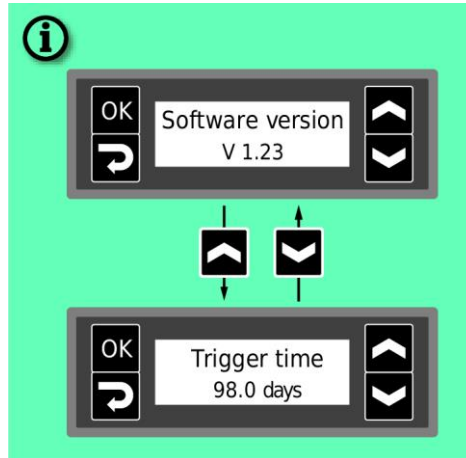 i
OK
Software version
V 1.23
OK
Trigger time
98.0 days